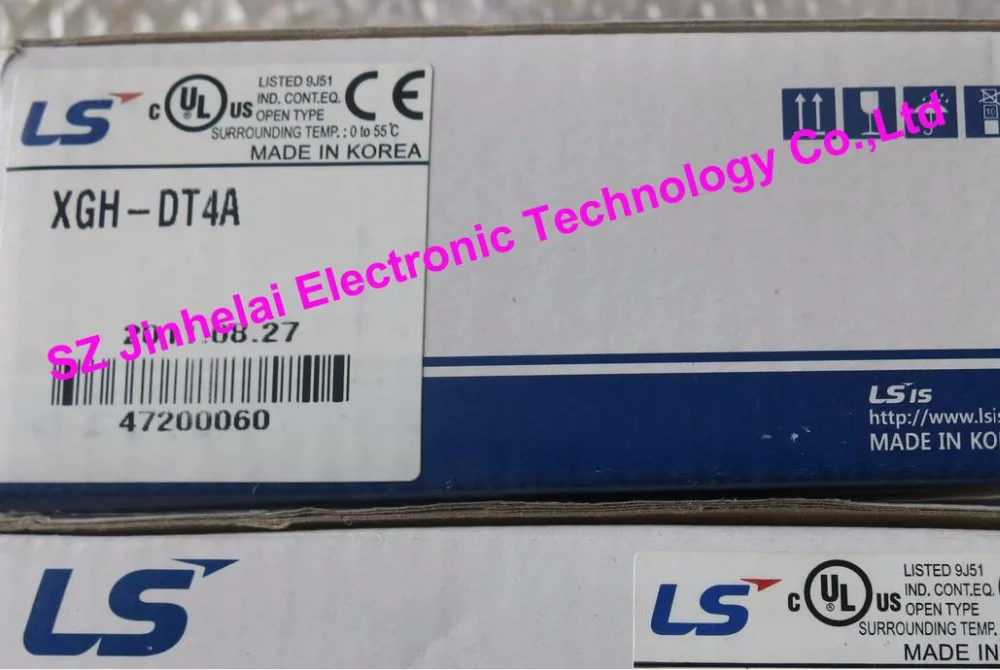 LS
C UL US
LISTED 9J51
IND. CONT.EQ.
OPEN TYPE
CE
SURROUNDING TEMP. : 0 to 55℃
MADE IN KOREA
XGH-DT4A
.08.27
47200060
SZ Jinhelai Electronic Technology Co.,Ltd
10
LSIS
http://www.lsis
MADE IN KO
LS
LS
C UL US
LISTED 9J51
IND. CONT.EQ.
OPEN TYPE
SURROUNDING TEMP.
MADE IN